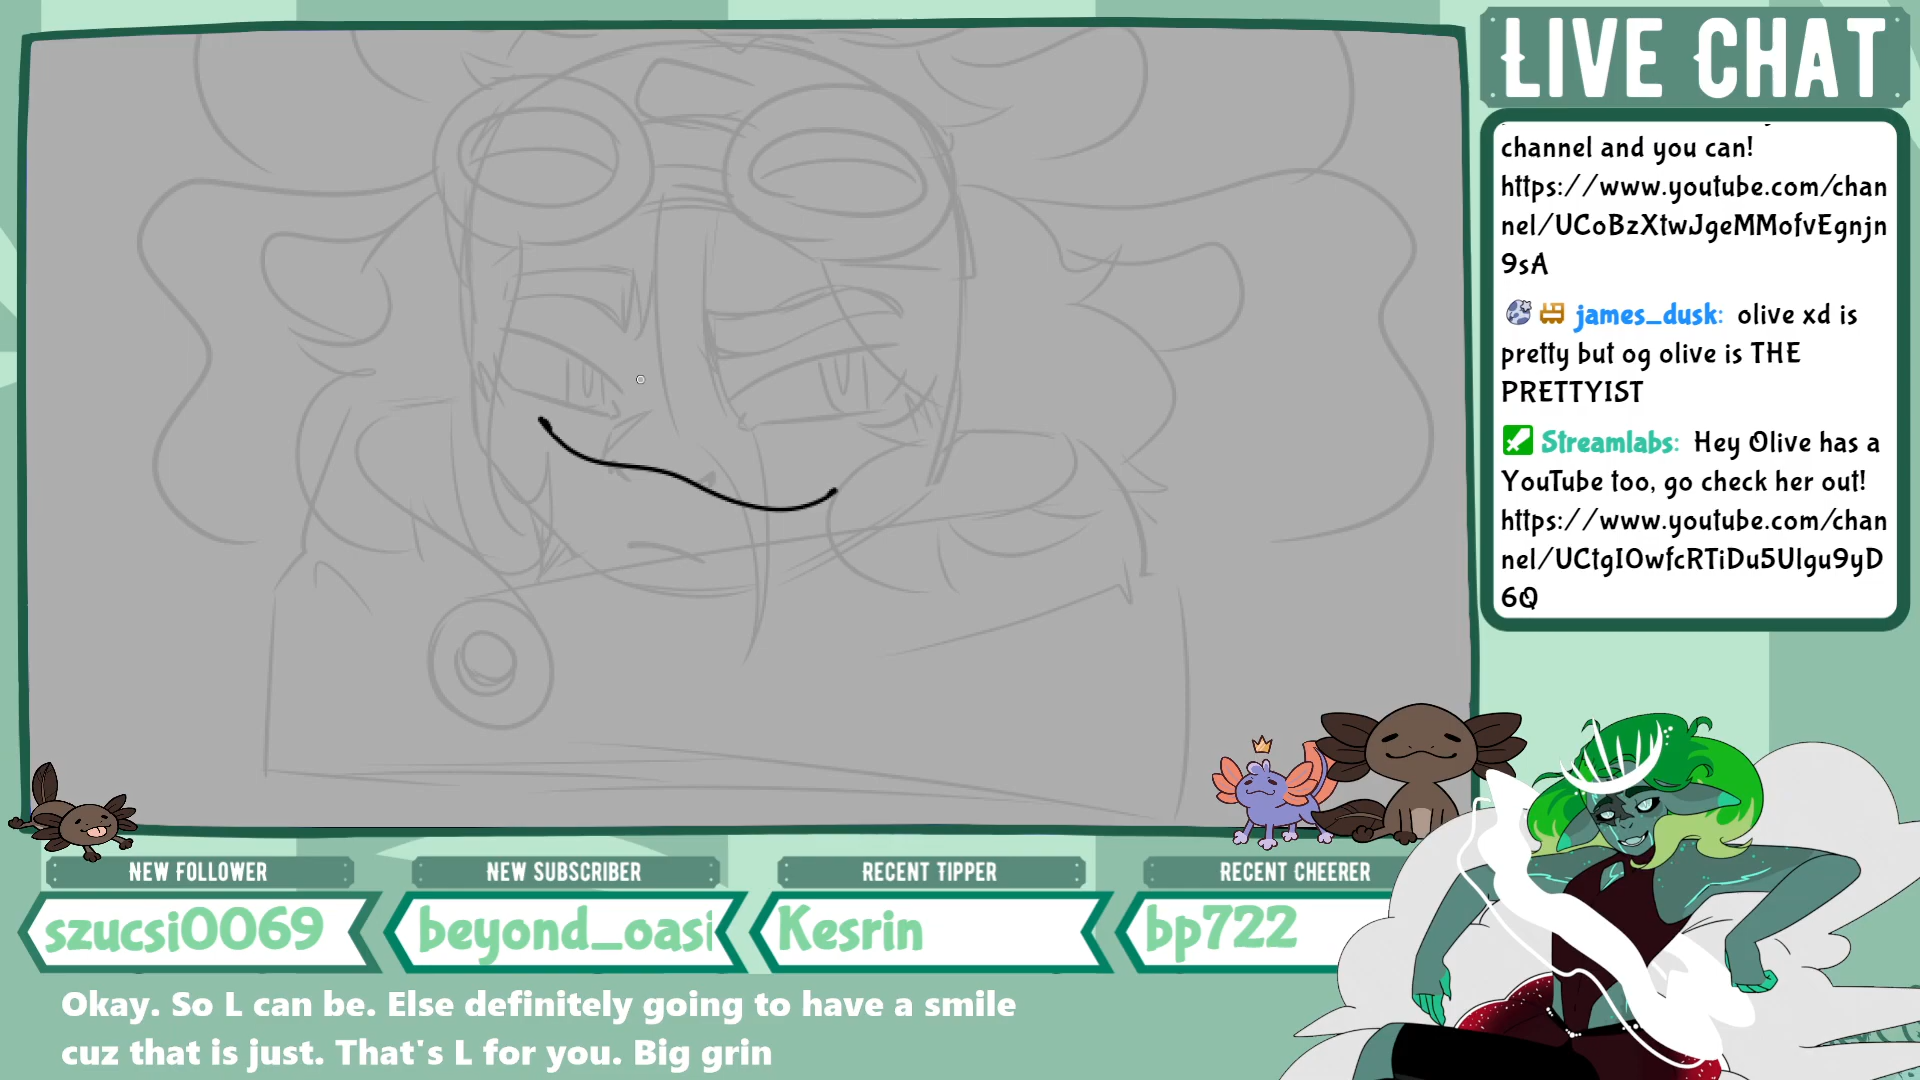 LIVE CHAT
channel and you can!
https://www.youtube.com/chan
nel/UCoBzXtwJgeMMofvEgnjn
9sA
james_dusk: olive xd is
pretty but og olive is THE
PRETTYIST
Streamlabs: Hey Olive has a
YouTube too, go check her out!
https://www.youtube.com/chan
nel/UCtgIOwfcRTiDu5Ulgu9yD
6Q
NEW FOLLOWER
szucsi0069
NEW SUBSCRIBER
beyond_oasi
RECENT TIPPER
Kesrin
RECENT CHEERER
bp722
Okay. So L can be. Else definitely going to have a smile
cuz that is just. That's L for you. Big grin